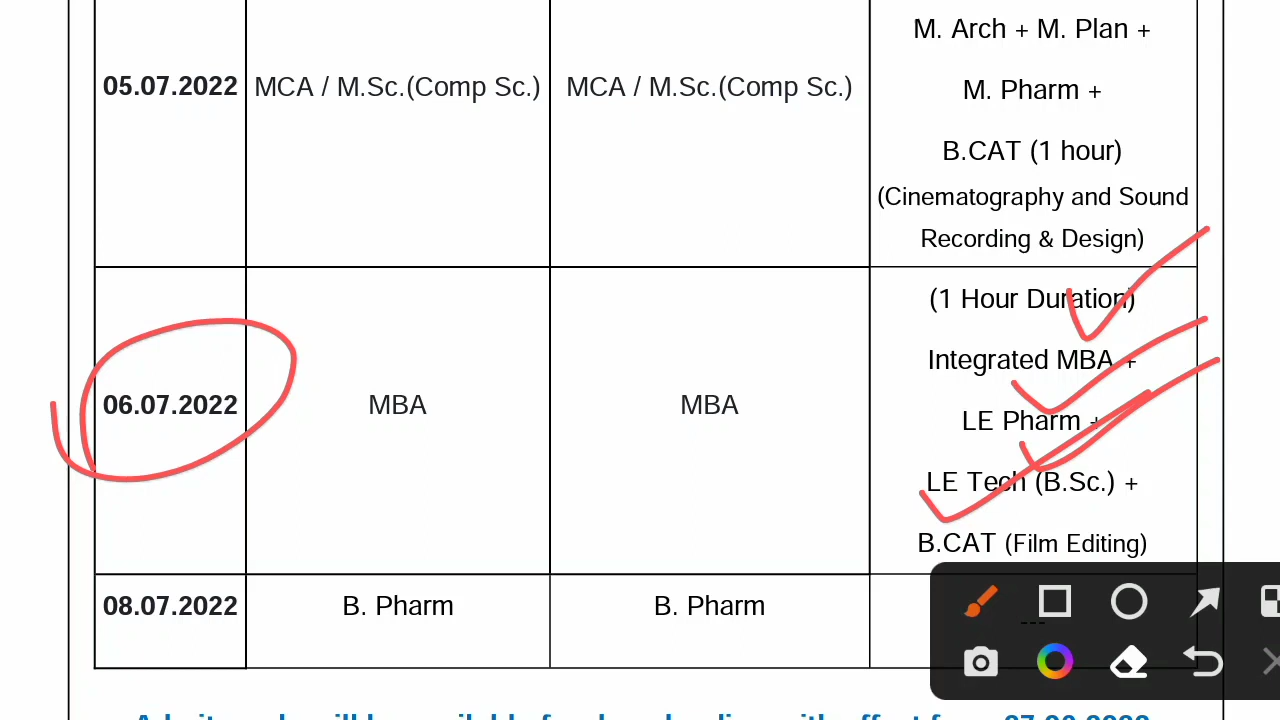 M. Arch + M. Plan +
05.07.2022 MCA / M.Sc.(Comp Sc.) MCA / M.Sc.(Comp Sc.) M. Pharm +
B.CAT (1 hour)
(Cinematography and Sound
Recording & Design)
(1 Hour Duration)
Integrated MBA +
06.07.2022 MBA MBA LE Pharm +
LE Tech (B.Sc.) +
B.CAT (Film Editing)
08.07.2022 B. Pharm B. Pharm ---